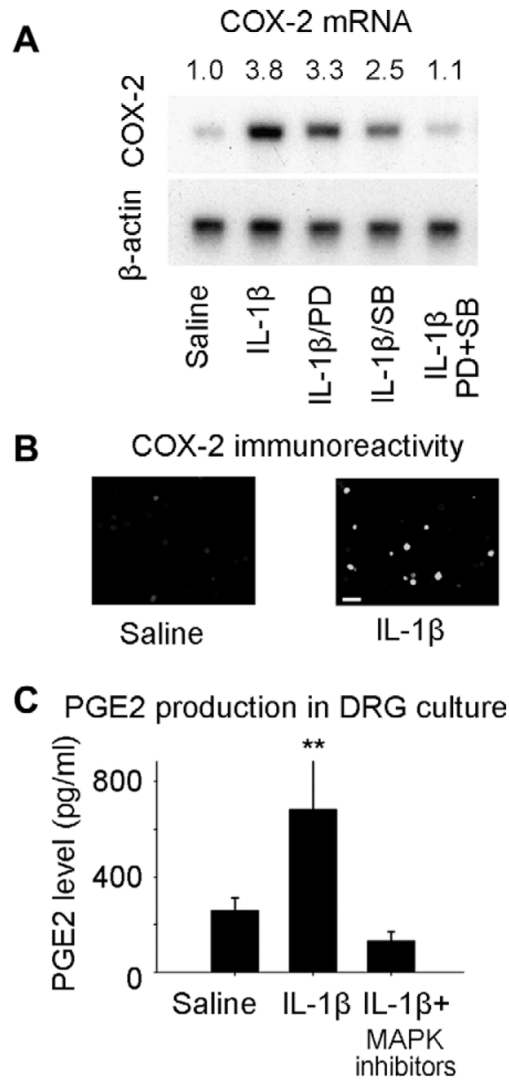 A
COX-2 mRNA
1.0 3.8 3.3 2.5 1.1
COX-2
β-actin
Saline
IL-1β
IL-1β/PD
IL-1β/SB
IL-1β
PD+SB
B
COX-2 immunoreactivity
Saline
IL-1β
C
PGE2 production in DRG culture
PGE2 level (pg/ml)
**
800
400
0
Saline IL-1β IL-1β+
MAPK
inhibitors